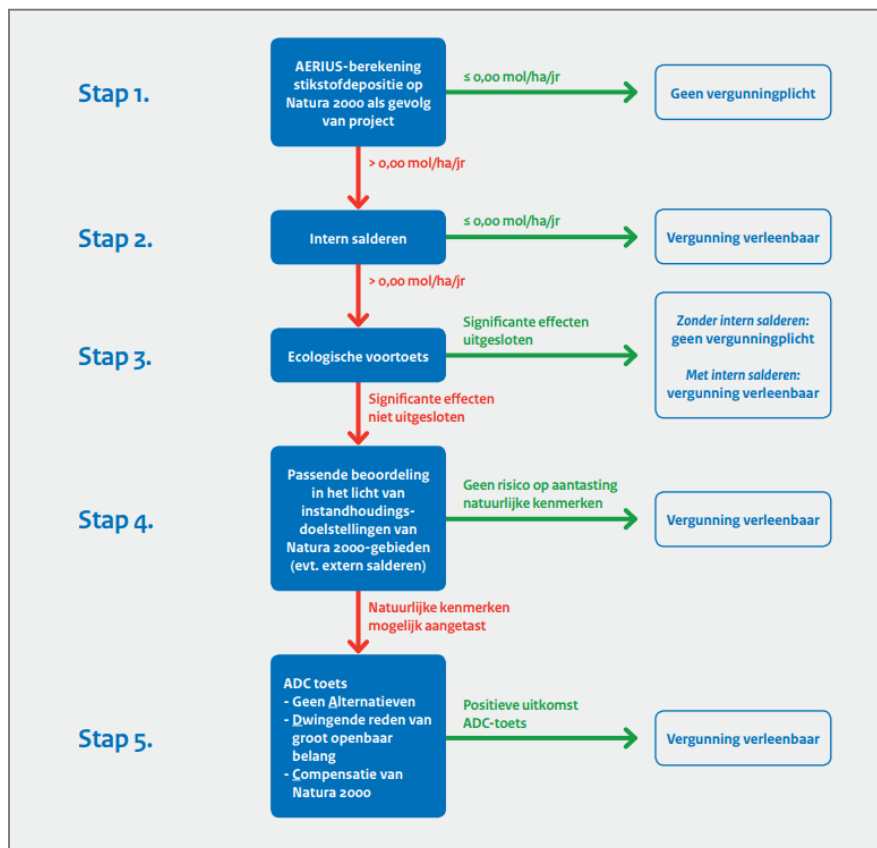 Stap 1.
AERIUS-berekening
stikstofdepositie op
Natura 2000 als gevolg
van project
≤ 0,00 mol/ha/jr
Geen vergunningplicht
> 0,00 mol/ha/jr
Stap 2.
Intern salderen
≤ 0,00 mol/ha/jr
Vergunning verleenbaar
> 0,00 mol/ha/jr
Stap 3.
Ecologische voortoets
Significante effecten
uitgesloten
Zonder intern salderen:
geen vergunningplicht
Met intern salderen:
vergunning verleenbaar
Significante effecten
niet uitgesloten
Stap 4.
Passende beoordeling
in het licht van
instandhoudings-
doelstellingen van
Natura 2000-gebieden
(evt. extern salderen)
Geen risico op aantasting
natuurlijke kenmerken
Vergunning verleenbaar
Natuurlijke kenmerken
mogelijk aangetast
Stap 5.
ADC toets
- Geen Alternatieven
- Dwingende reden van
groot openbaar
belang
- Compensatie van
Natura 2000
Positieve uitkomst
ADC-toets
Vergunning verleenbaar